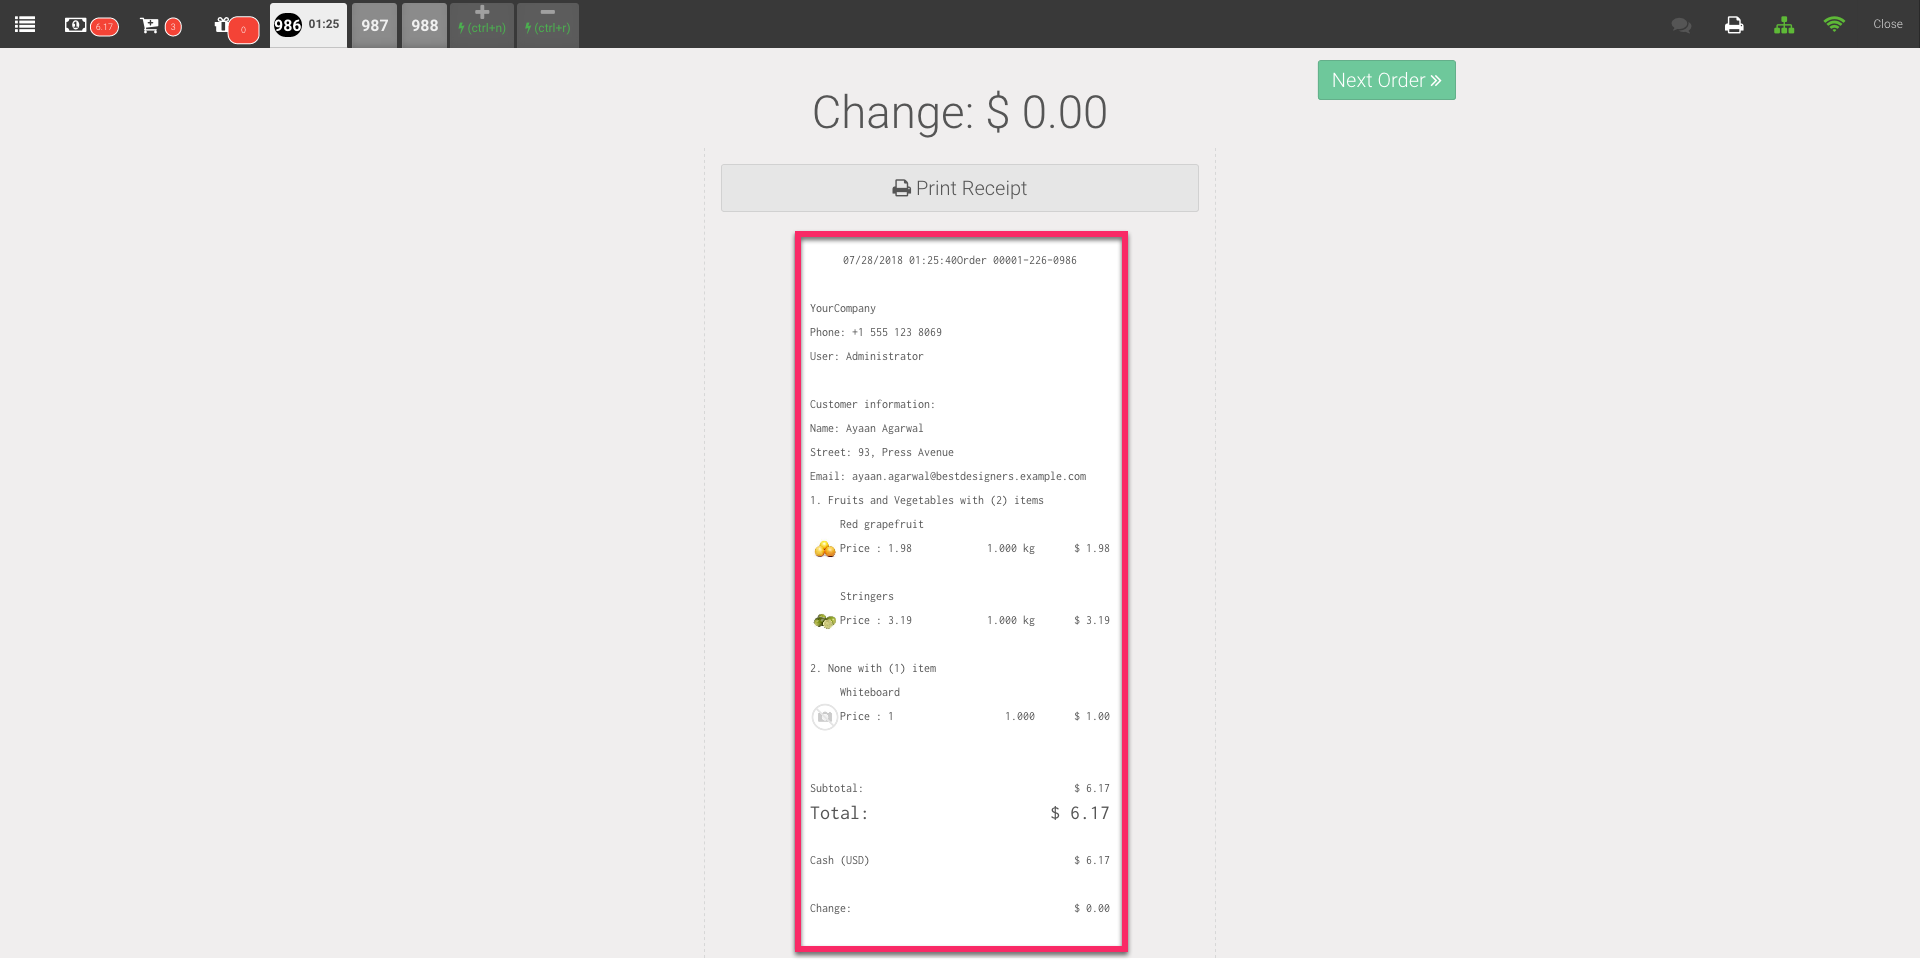 6.17
3
0
986 01:25
987
988
(ctrl+n)
(ctrl+r)
Close
Next Order »
Change: $ 0.00
Print Receipt
07/28/2018 01:25:40Order 00001-226-0986
YourCompany
Phone: +1 555 123 8069
User: Administrator
Customer information:
Name: Ayaan Agarwal
Street: 93, Press Avenue
Email: ayaan.agarwal@bestdesigners.example.com
1. Fruits and Vegetables with (2) items
Red grapefruit
Price : 1.98 1.000 kg $ 1.98
Stringers
Price : 3.19 1.000 kg $ 3.19
2. None with (1) item
Whiteboard
Price : 1 1.000 $ 1.00
Subtotal: $ 6.17
Total: $ 6.17
Cash (USD) $ 6.17
Change: $ 0.00